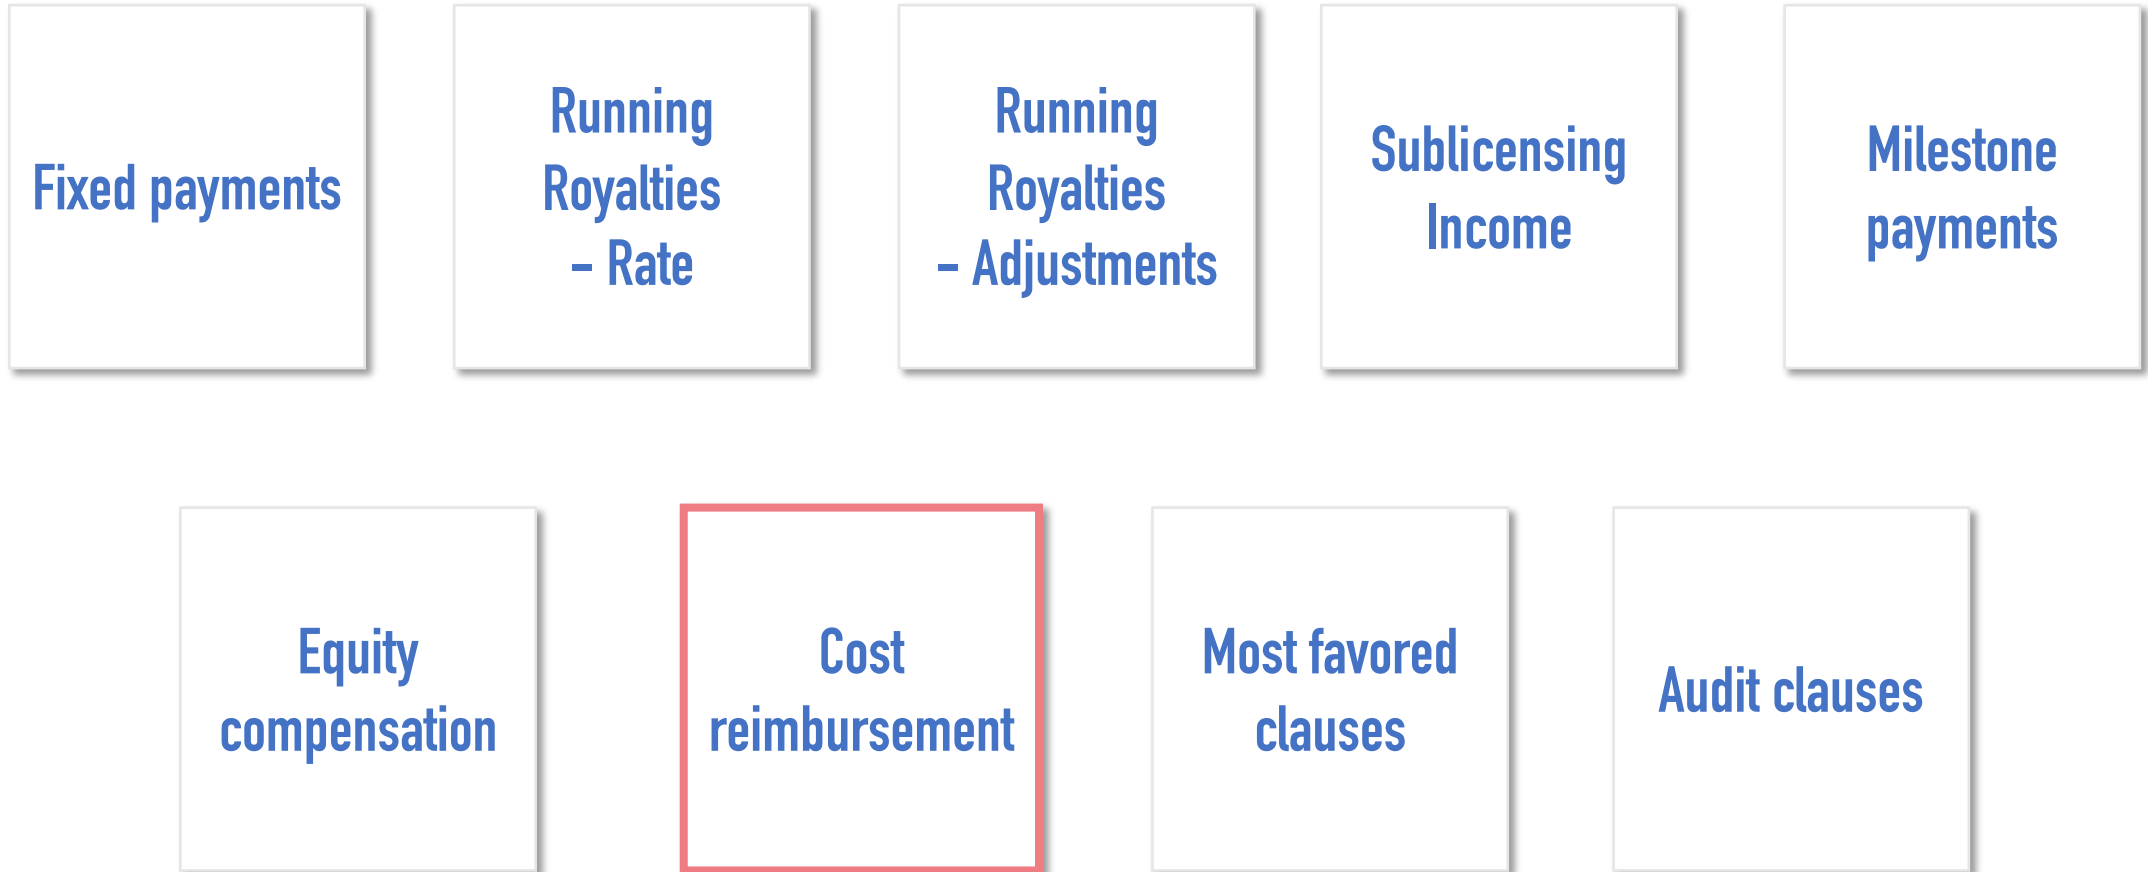 Fixed payments
Running
Royalties
– Rate
Running
Royalties
– Adjustments
Sublicensing
Income
Milestone
payments
Equity
compensation
Cost
reimbursement
Most favored
clauses
Audit clauses